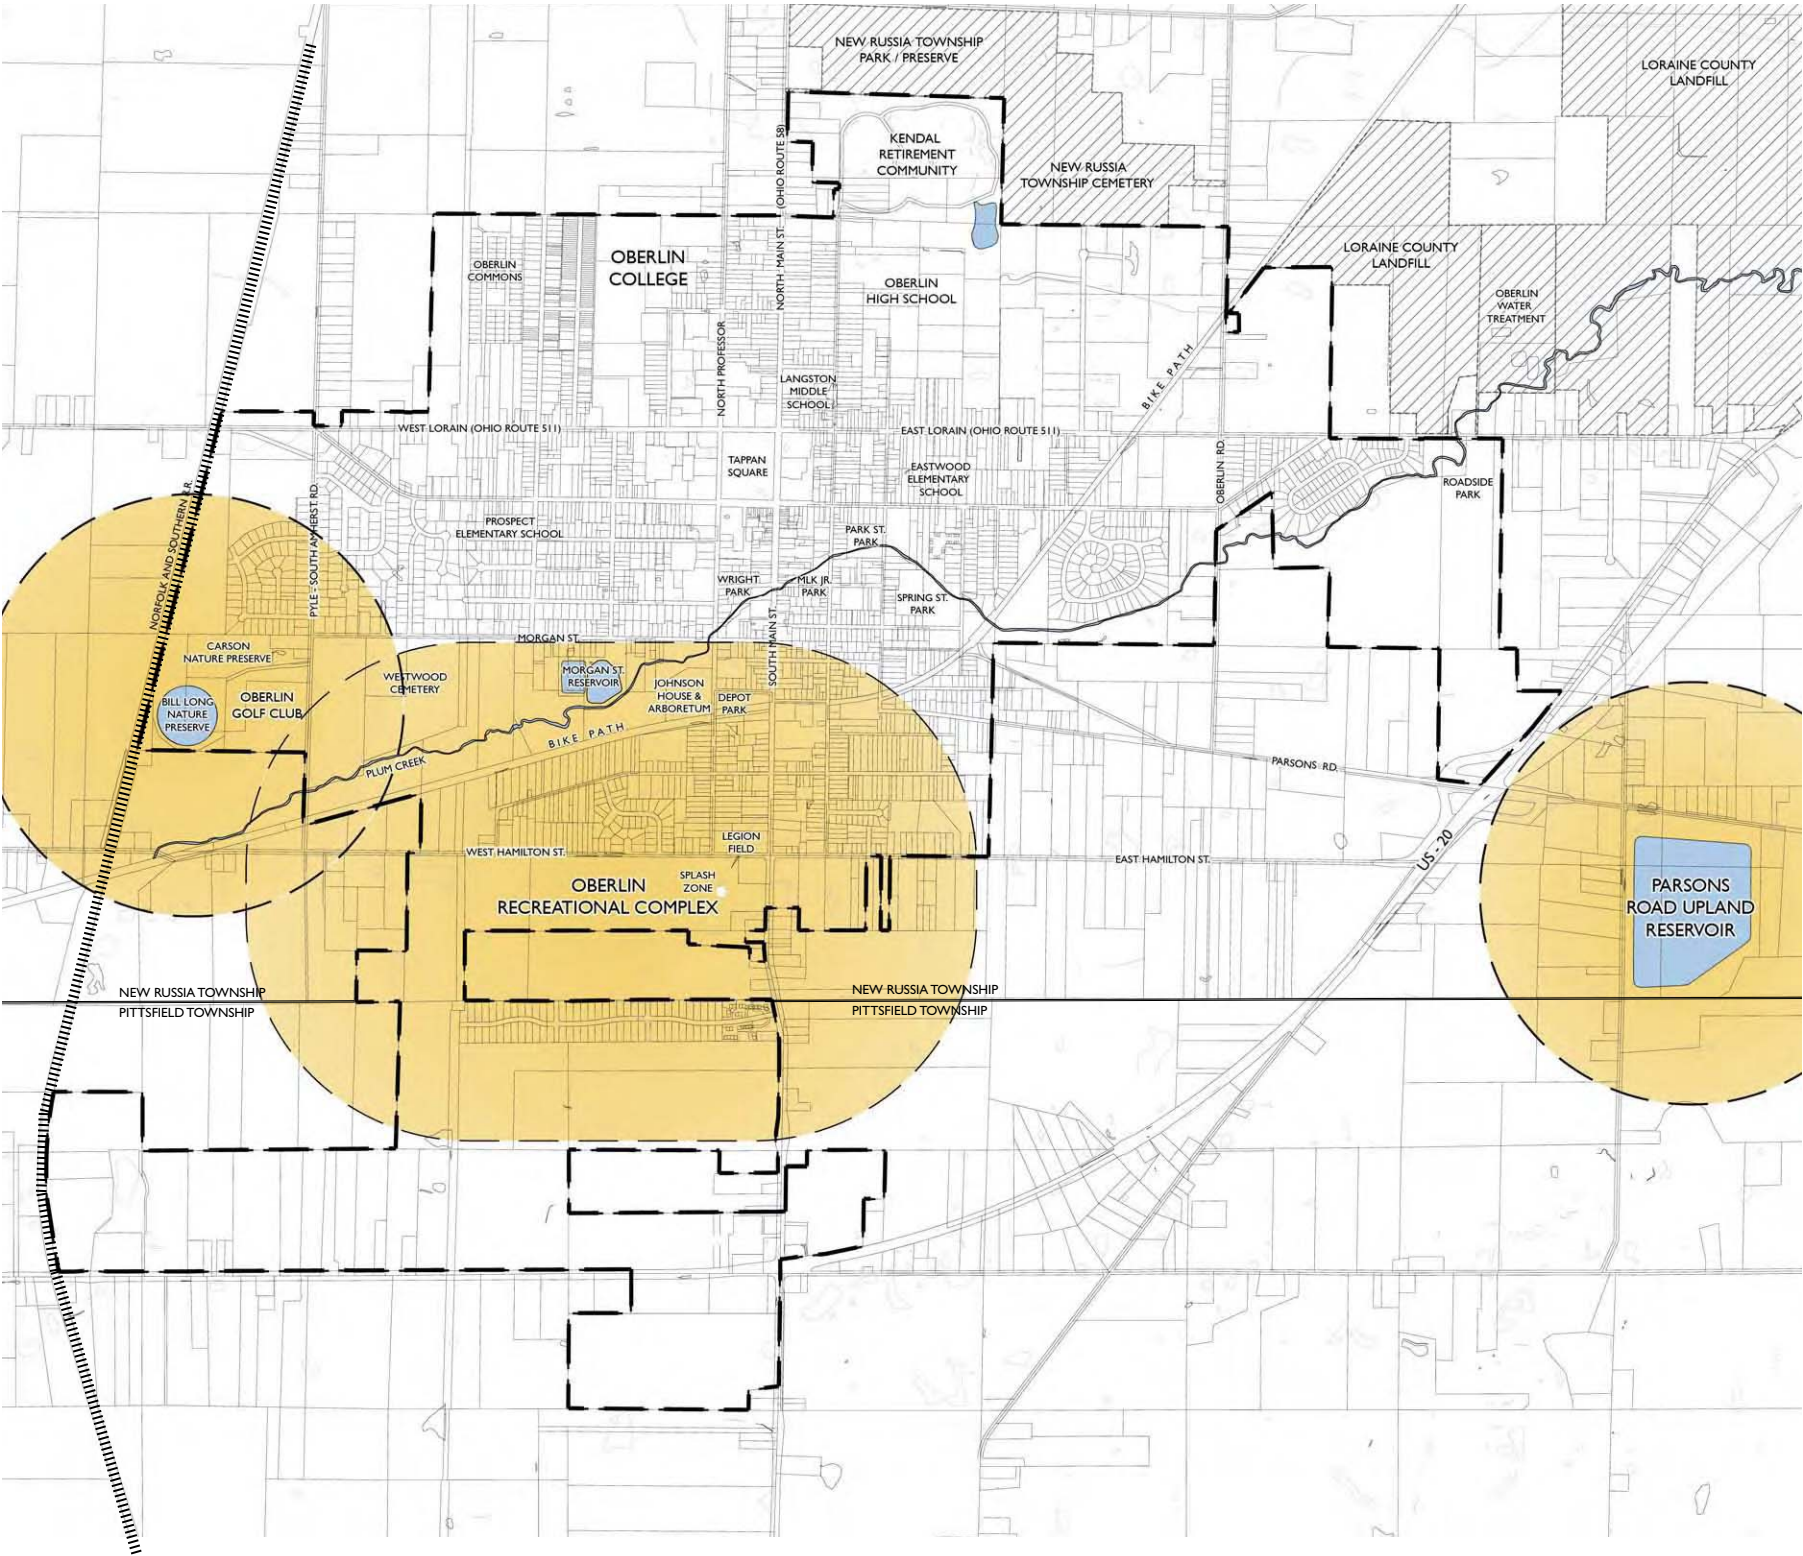 NEW RUSSIA TOWNSHIP
PARK / PRESERVE
LORAINE COUNTY
LANDFILL
KENDAL
RETIREMENT
COMMUNITY
NEW RUSSIA
TOWNSHIP CEMETERY
NORTH MAIN ST. (OHIO ROUTE 58)
OBERLIN
COMMONS
OBERLIN
COLLEGE
OBERLIN
HIGH SCHOOL
LORAINE COUNTY
LANDFILL
OBERLIN
WATER
TREATMENT
NORTH PROFESSOR
LANGSTON
MIDDLE
SCHOOL
BIKE PATH
WEST LORAIN (OHIO ROUTE 511)
EAST LORAIN (OHIO ROUTE 511)
TAPPAN
SQUARE
EASTWOOD
ELEMENTARY
SCHOOL
OBERLIN RD.
ROADSIDE
PARK
NORFOLK AND SOUTHERN R.R.
PYLE - SOUTH AMHERST RD.
PROSPECT
ELEMENTARY SCHOOL
PARK ST.
PARK
WRIGHT
PARK
MLK JR.
PARK
SPRING ST.
PARK
SOUTH MAIN ST.
MORGAN ST.
CARSON
NATURE PRESERVE
WESTWOOD
CEMETERY
MORGAN ST.
RESERVOIR
JOHNSON
HOUSE &
ARBORETUM
DEPOT
PARK
BILL LONG
NATURE
PRESERVE
OBERLIN
GOLF CLUB
BIKE PATH
PLUM CREEK
PARSONS RD.
WEST HAMILTON ST.
LEGION
FIELD
EAST HAMILTON ST.
US - 20
OBERLIN
RECREATIONAL COMPLEX
SPLASH
ZONE
PARSONS
ROAD UPLAND
RESERVOIR
NEW RUSSIA TOWNSHIP
PITTSFIELD TOWNSHIP
NEW RUSSIA TOWNSHIP
PITTSFIELD TOWNSHIP